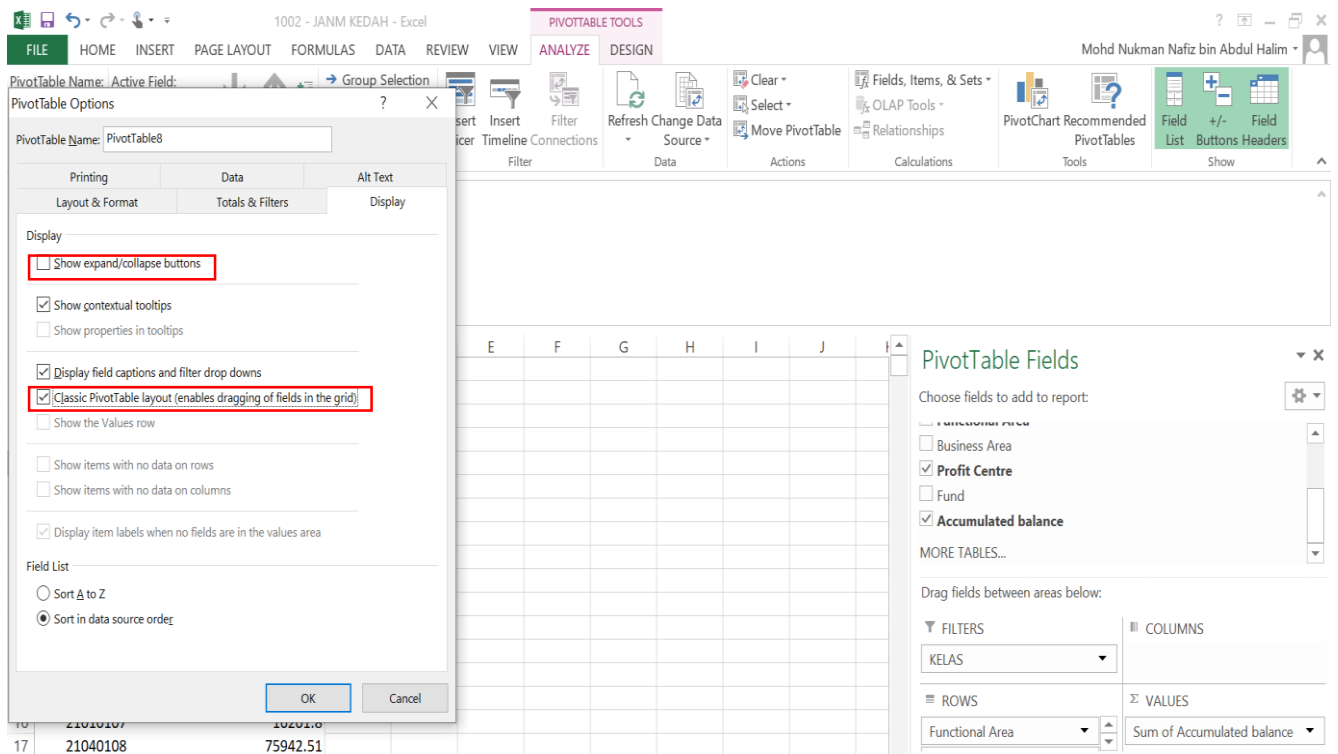 1002 - JANM KEDAH - Excel
PIVOTTABLE TOOLS
FILE HOME INSERT PAGE LAYOUT FORMULAS DATA REVIEW VIEW ANALYZE DESIGN
Mohd Nukman Nafiz bin Abdul Halim
PivotTable Name: Active Field:
Group Selection
sert Insert Filter
icer Timeline Connections
Filter
Refresh Change Data
Source
Data
Clear
Select
Move PivotTable
Actions
Fields, Items, & Sets
OLAP Tools
Relationships
Calculations
PivotChart Recommended
PivotTables
Tools
Field +/- Field
List Buttons Headers
Show
PivotTable Options ?
PivotTable Name: PivotTable8
Printing Data Alt Text
Layout & Format Totals & Filters Display
Display
Show expand/collapse buttons
Show contextual tooltips
Show properties in tooltips
Display field captions and filter drop downs
Classic PivotTable layout (enables dragging of fields in the grid)
Show the Values row
Show items with no data on rows
Show items with no data on columns
Display item labels when no fields are in the values area
Field List
Sort A to Z
Sort in data source order
OK Cancel
E F G H I J
16 21010107 10201.8
17 21040108 75942.51
PivotTable Fields
Choose fields to add to report:
Functional Area
Business Area
Profit Centre
Fund
Accumulated balance
MORE TABLES...
Drag fields between areas below:
FILTERS
COLUMNS
KELAS
ROWS
Σ VALUES
Functional Area
Sum of Accumulated balance